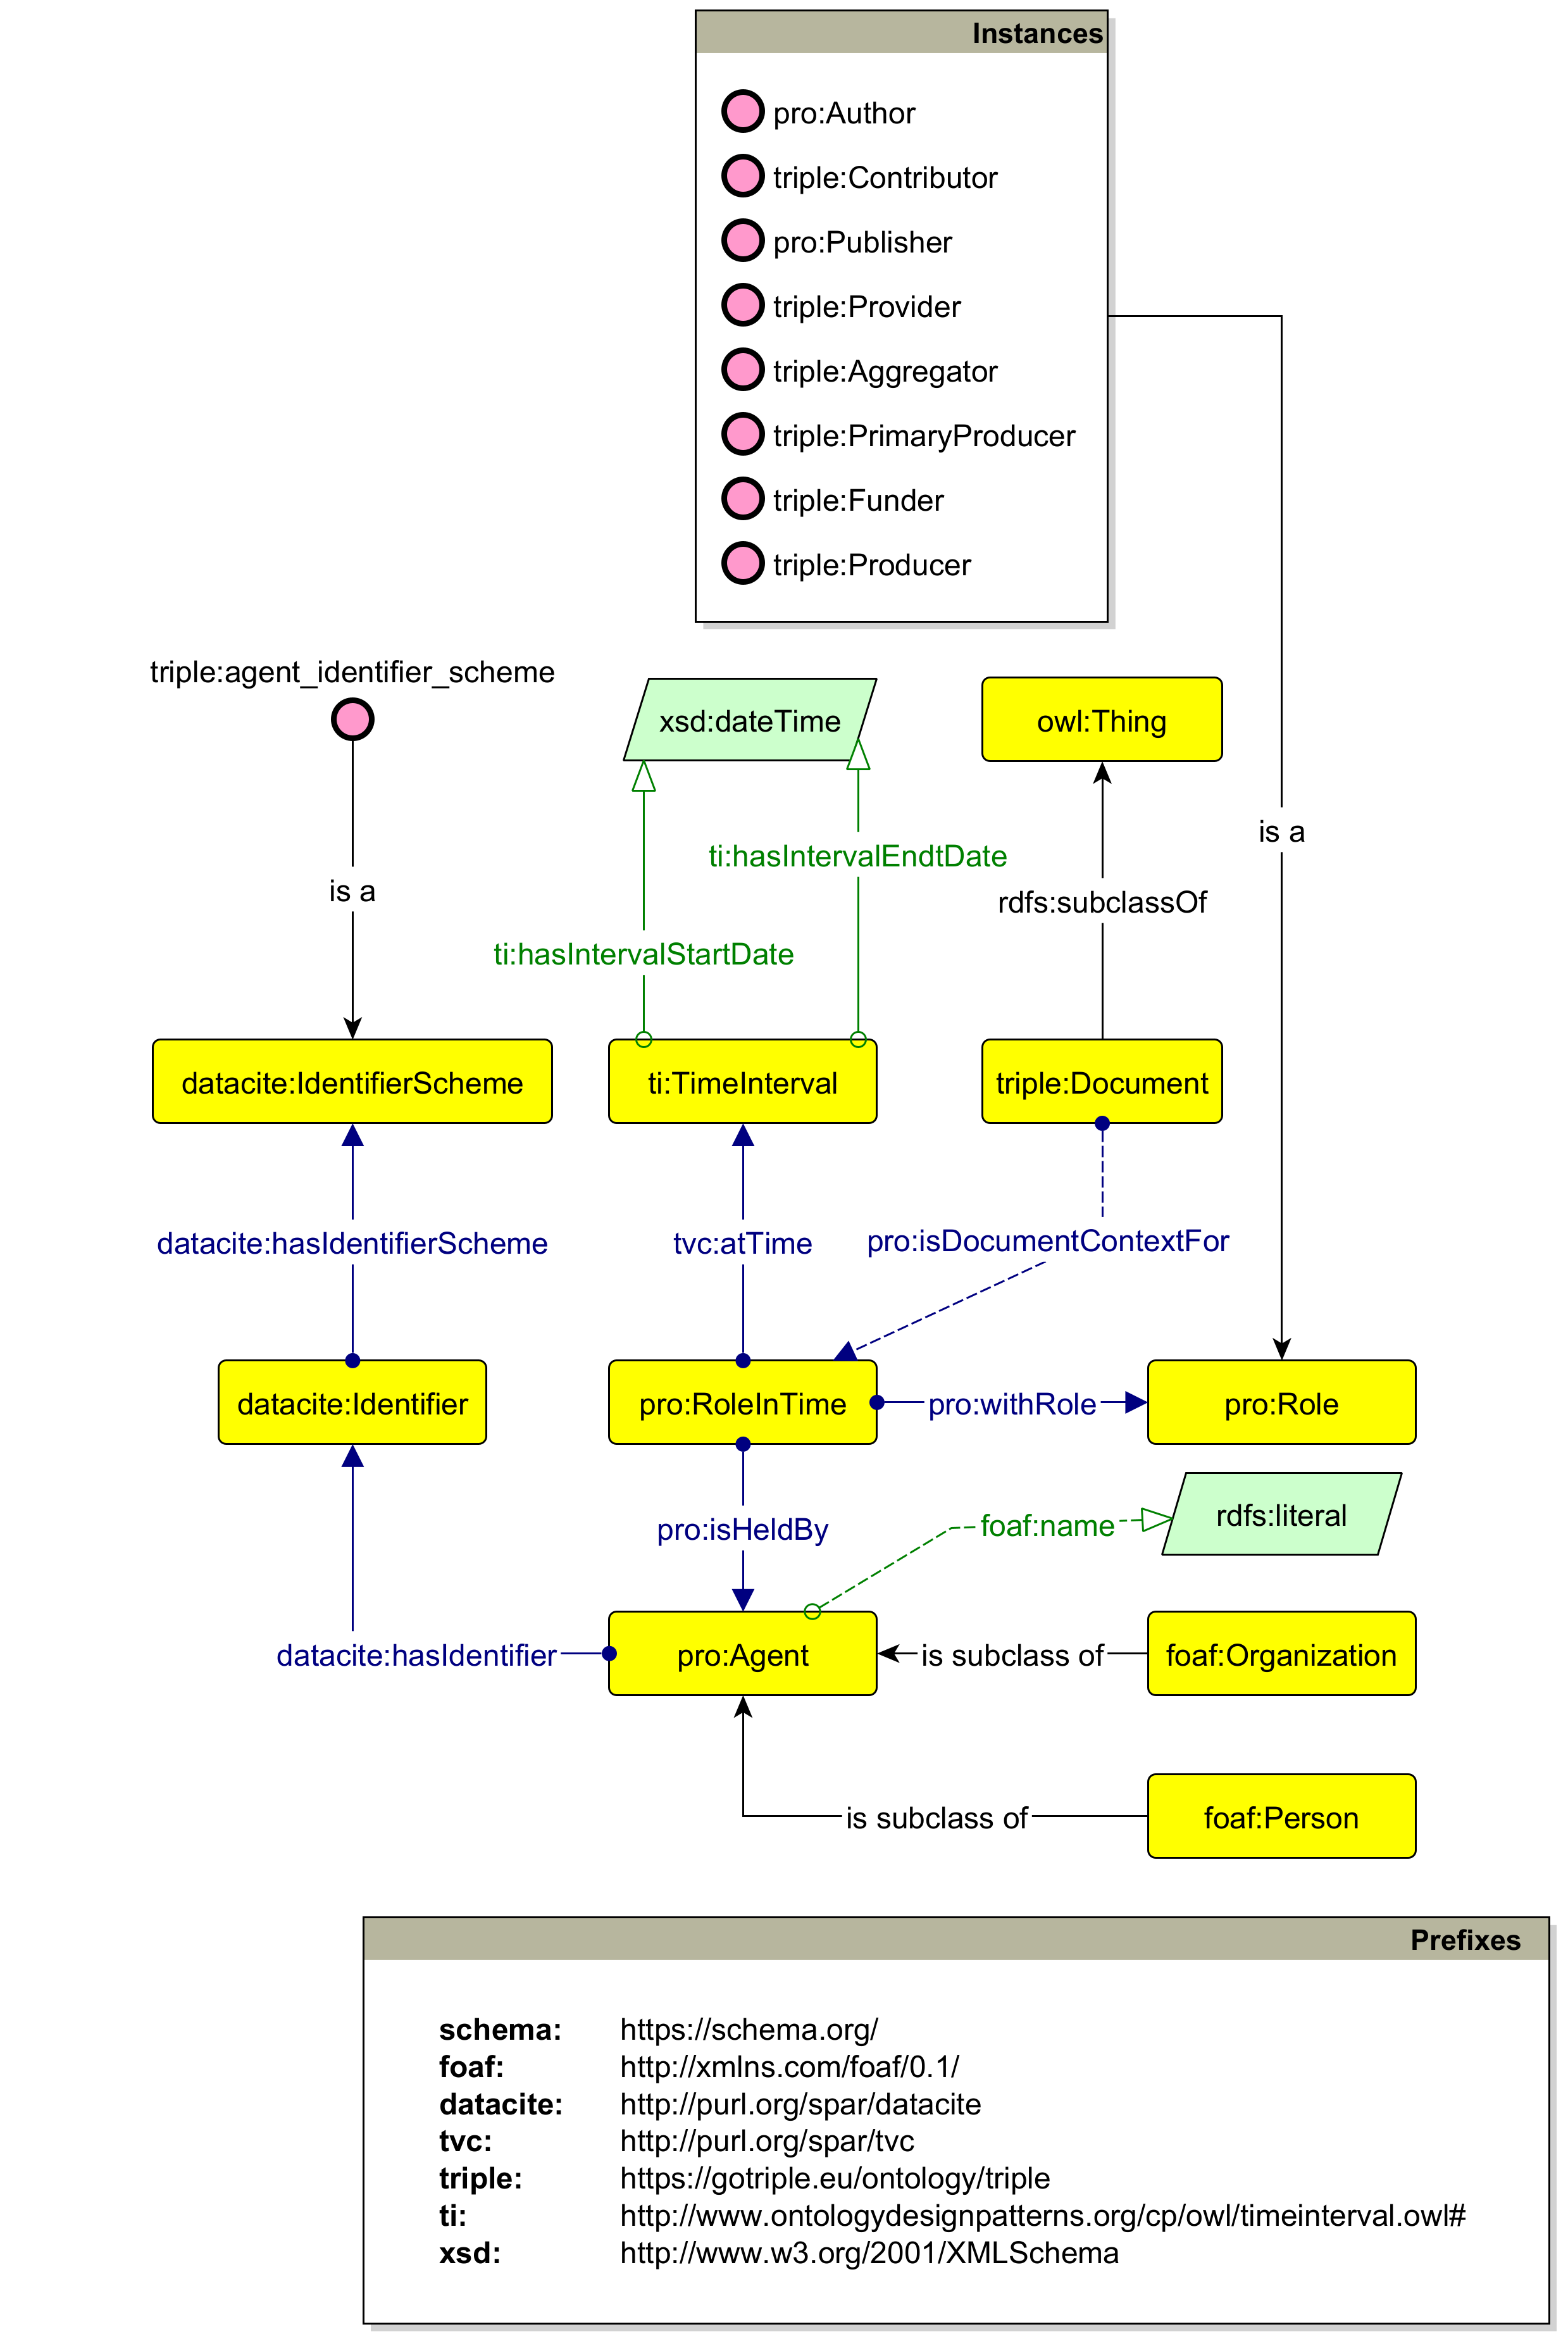 Instances
pro:Author
triple:Contributor
pro:Publisher
triple:Provider
triple:Aggregator
triple:PrimaryProducer
triple:Funder
triple:Producer
triple:agent_identifier_scheme
xsd:dateTime
owl:Thing
is a
ti:hasIntervalEndtDate
is a
rdfs:subclassOf
ti:hasIntervalStartDate
datacite:IdentifierScheme
ti:TimeInterval
triple:Document
datacite:hasIdentifierScheme
tvc:atTime
pro:isDocumentContextFor
datacite:Identifier
pro:RoleInTime
pro:withRole
pro:Role
pro:isHeldBy
foaf:name
rdfs:literal
datacite:hasIdentifier
pro:Agent
is subclass of
foaf:Organization
is subclass of
foaf:Person
Prefixes
schema: https://schema.org/
foaf: http://xmlns.com/foaf/0.1/
datacite: http://purl.org/spar/datacite
tvc: http://purl.org/spar/tvc
triple: https://gotriple.eu/ontology/triple
ti: http://www.ontologydesignpatterns.org/cp/owl/timeinterval.owl#
xsd: http://www.w3.org/2001/XMLSchema